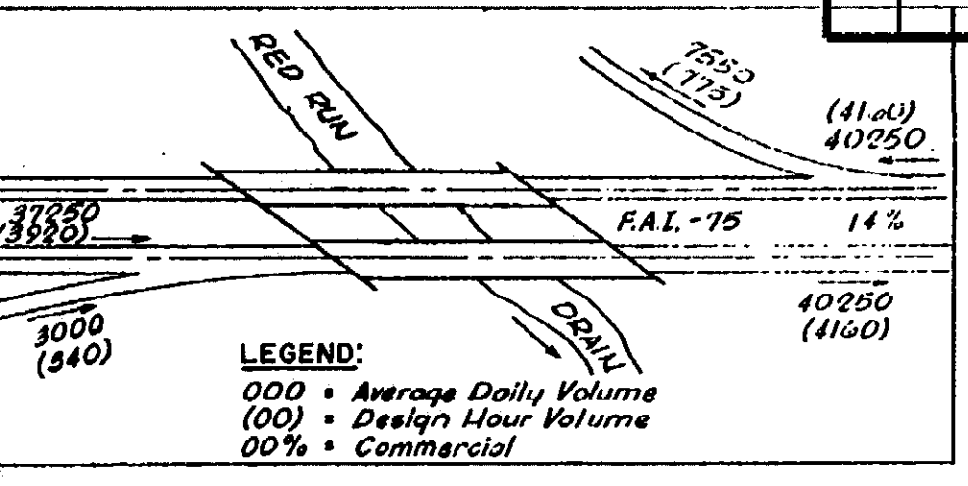 RED RUN
7550
(775)
(4160)
40250
37250
(3920)
F.A.I. -75
14%
3000
(340)
40250
(4160)
DRAIN
LEGEND:
000 = Average Daily Volume
(00) = Design Hour Volume
00% = Commercial